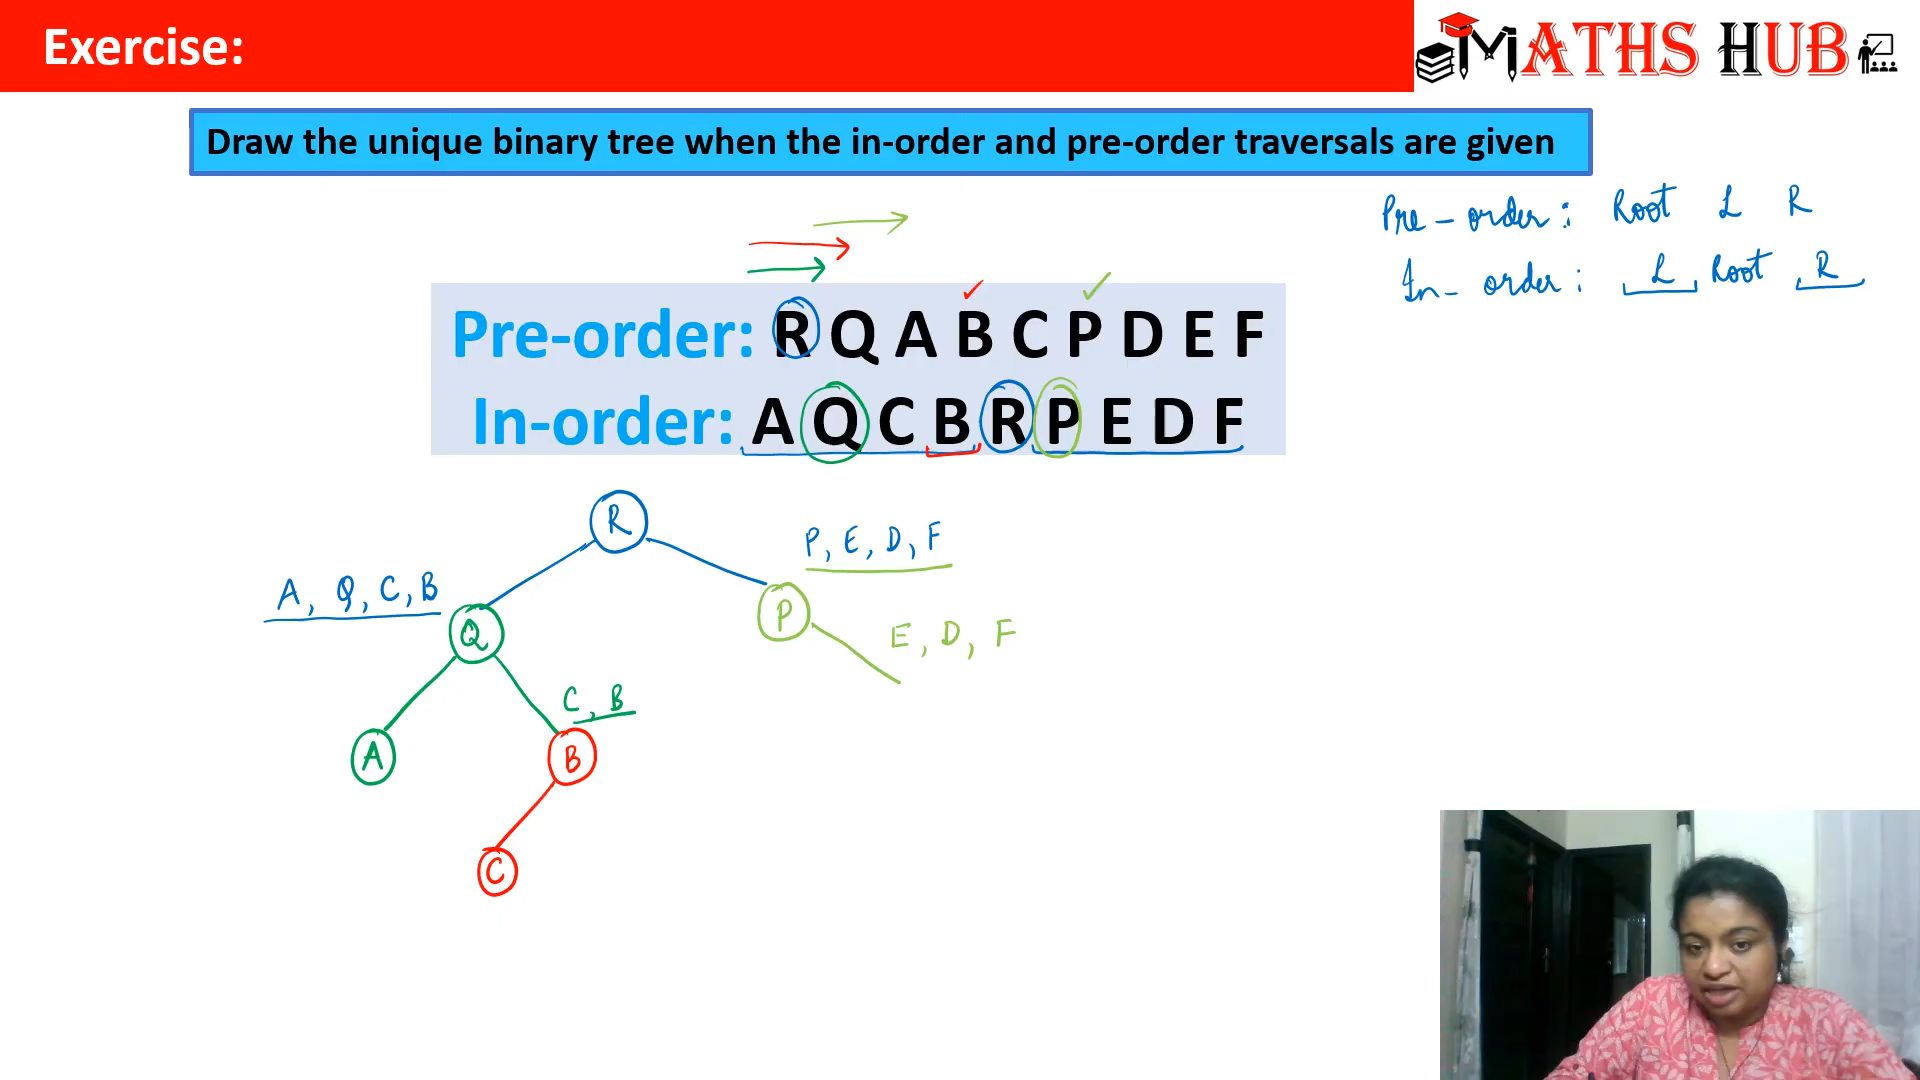 Exercise:
MATHS HUB
Draw the unique binary tree when the in-order and pre-order traversals are given
Pre-order: Root L R
In-order: L Root R
Pre-order: R Q A B C P D E F
In-order: A Q C B R P E D F
R
P, E, D, F
A, Q, C, B
Q
P
E, D, F
C, B
A
B
C